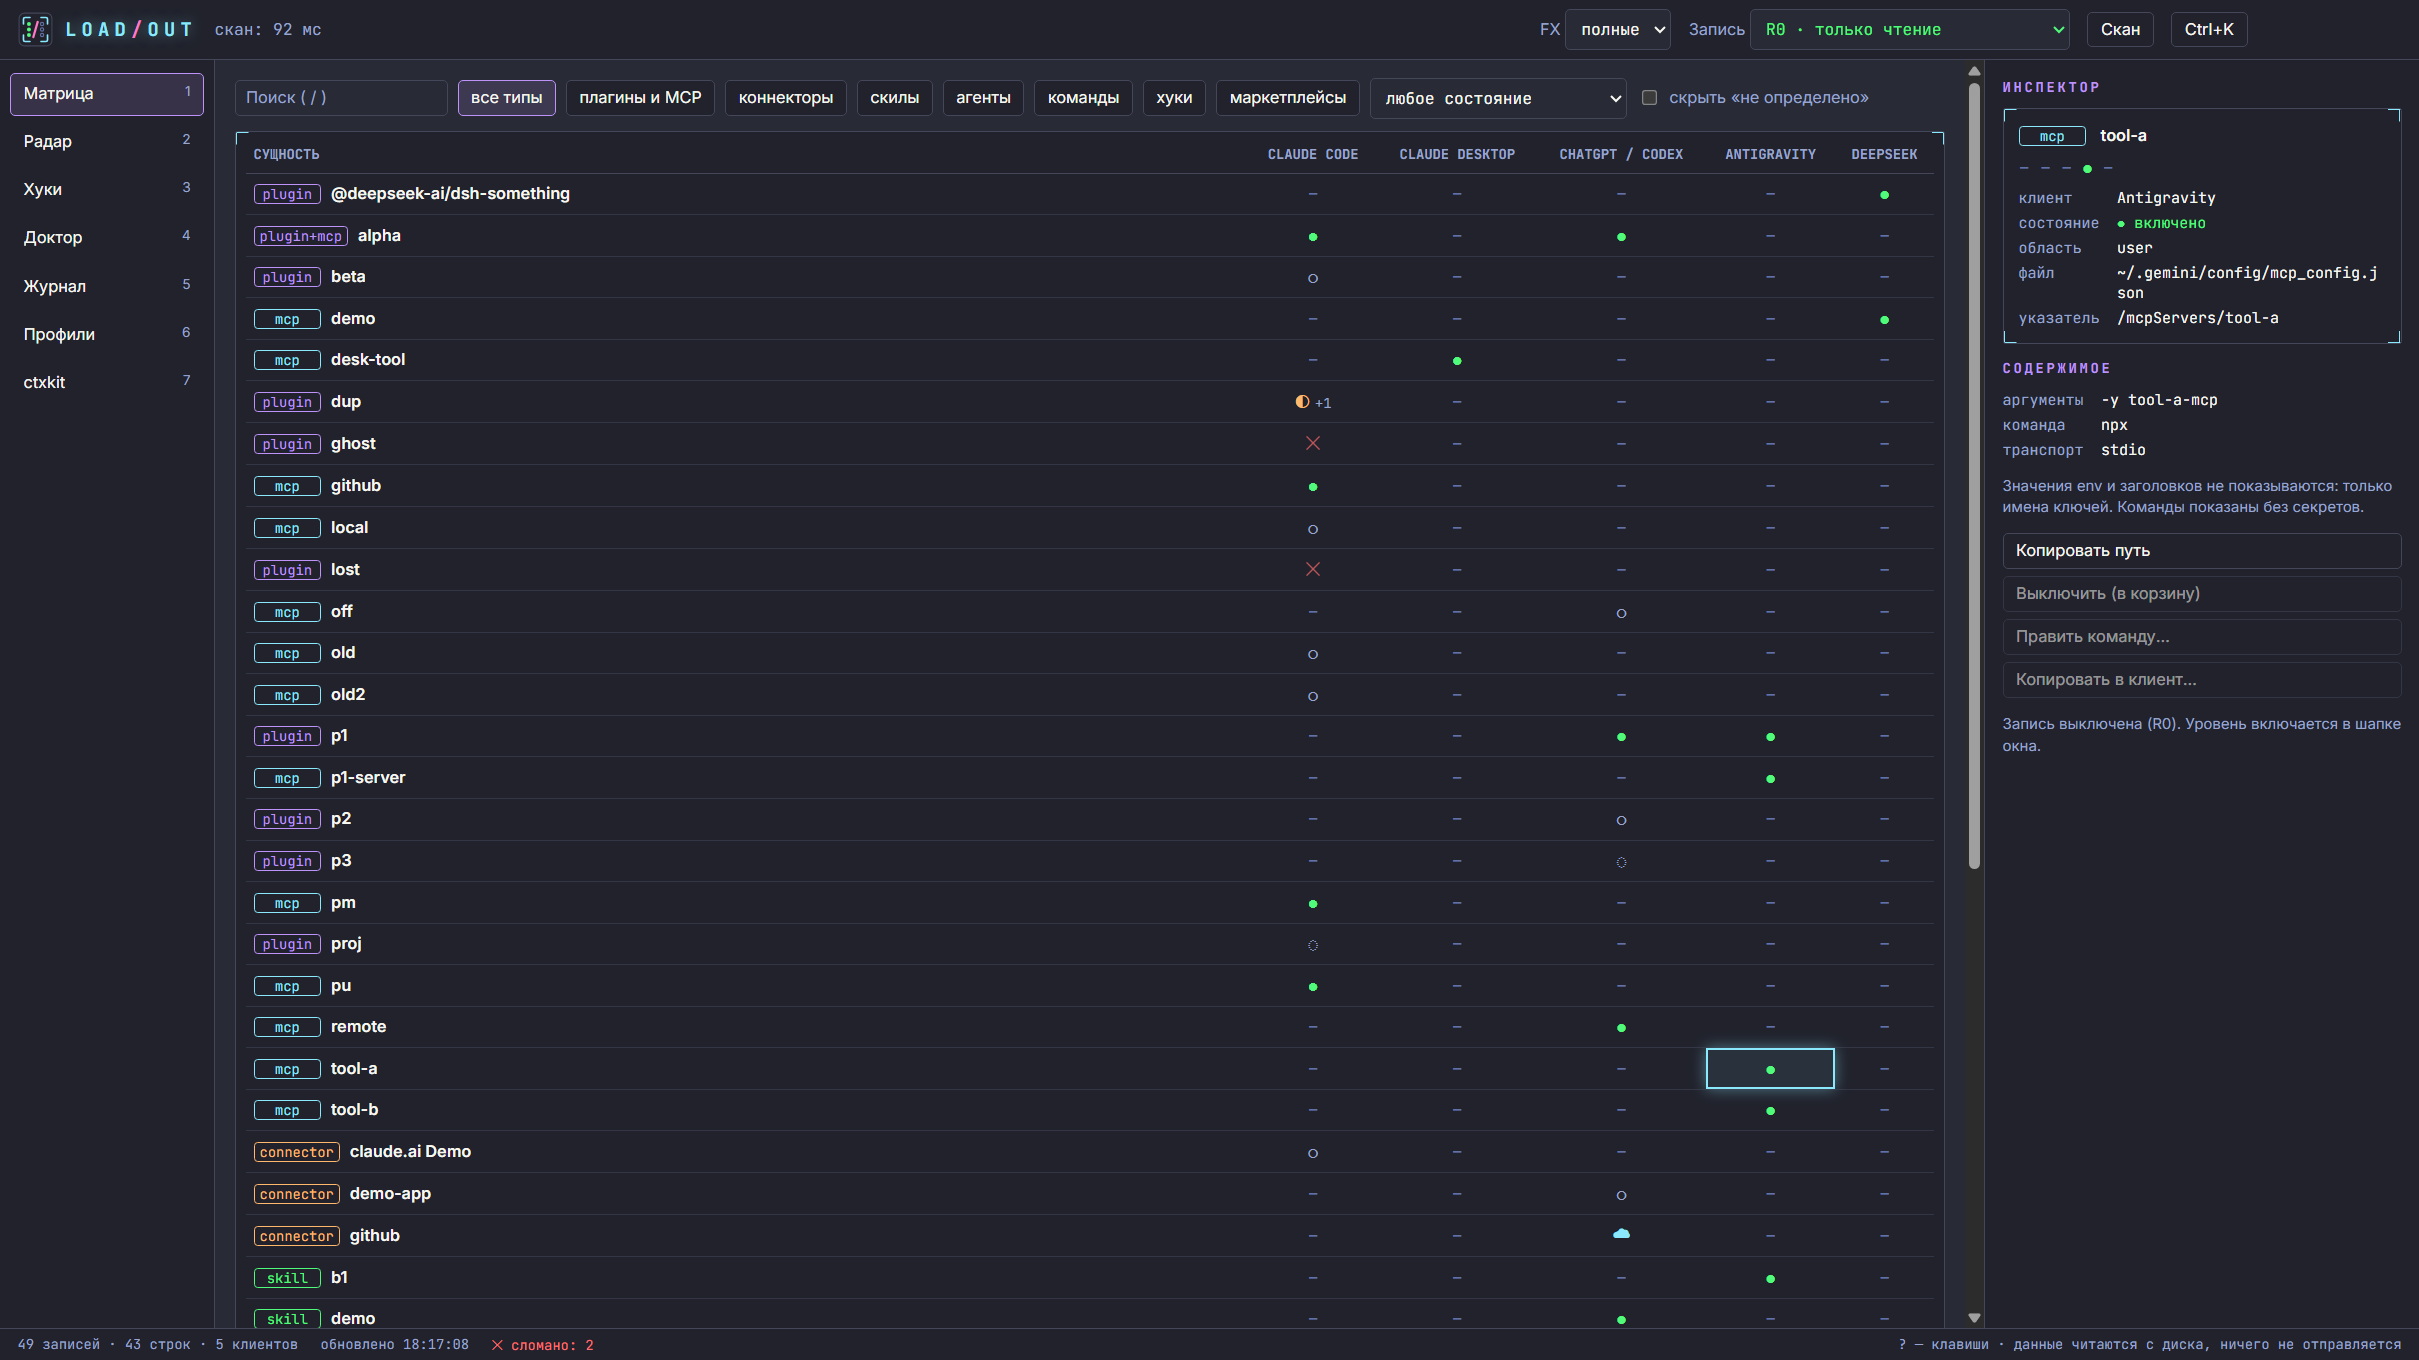 LOAD/OUT скан: 92 мс FX полные Запись R0 · только чтение Скан Ctrl+K
Матрица 1
Радар 2
Хуки 3
Доктор 4
Журнал 5
Профили 6
ctxkit 7
Поиск ( / ) все типы плагины и MCP коннекторы скилы агенты команды хуки маркетплейсы любое состояние скрыть «не определено»
СУЩНОСТЬ CLAUDE CODE CLAUDE DESKTOP CHATGPT / CODEX ANTIGRAVITY DEEPSEEK
plugin @deepseek-ai/dsh-something – – – – ●
plugin+mcp alpha ● – ● – –
plugin beta ○ – – – –
mcp demo – – – – ●
mcp desk-tool – ● – – –
plugin dup ◐ +1 – – – –
plugin ghost ✕ – – – –
mcp github ● – – – –
mcp local ○ – – – –
plugin lost ✕ – – – –
mcp off – – ○ – –
mcp old ○ – – – –
mcp old2 ○ – – – –
plugin p1 – – ● ● –
mcp p1-server – – – ● –
plugin p2 – – ○ – –
plugin p3 – – ◌ – –
mcp pm ● – – – –
plugin proj ◌ – – – –
mcp pu ● – – – –
mcp remote – – ● – –
mcp tool-a – – – ● –
mcp tool-b – – – ● –
connector claude.ai Demo ○ – – – –
connector demo-app – – ○ – –
connector github – – ☁ – –
skill b1 – – – ● –
skill demo – – ● – –
ИНСПЕКТОР
mcp tool-a
– – – ● –
клиент Antigravity
состояние ● включено
область user
файл ~/.gemini/config/mcp_config.j
son
указатель /mcpServers/tool-a
СОДЕРЖИМОЕ
аргументы -y tool-a-mcp
команда npx
транспорт stdio
Значения env и заголовков не показываются: только
имена ключей. Команды показаны без секретов.
Копировать путь
Выключить (в корзину)
Править команду...
Копировать в клиент...
Запись выключена (R0). Уровень включается в шапке
окна.
49 записей · 43 строк · 5 клиентов обновлено 18:17:08 ✕ сломано: 2 ? — клавиши · данные читаются с диска, ничего не отправляется